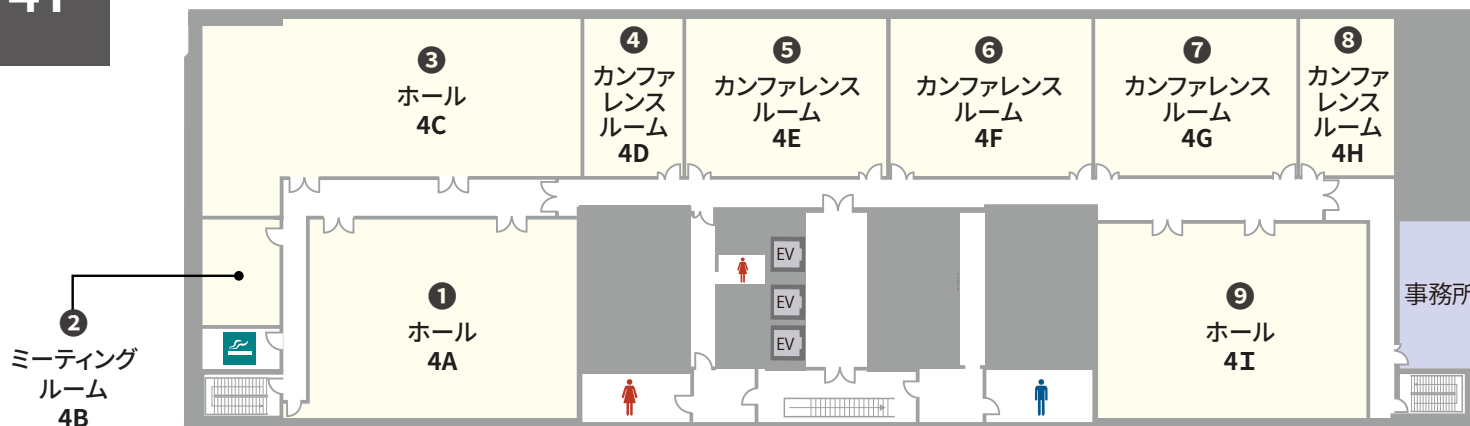 4F
❸
ホール
4C
❹
カンファ
レンス
ルーム
4D
❺
カンファレンス
ルーム
4E
❻
カンファレンス
ルーム
4F
❼
カンファレンス
ルーム
4G
❽
カンファ
レンス
ルーム
4H
❷
ミーティング
ルーム
4B
❶
ホール
4A
EV
EV
EV
❾
ホール
4I
事務所